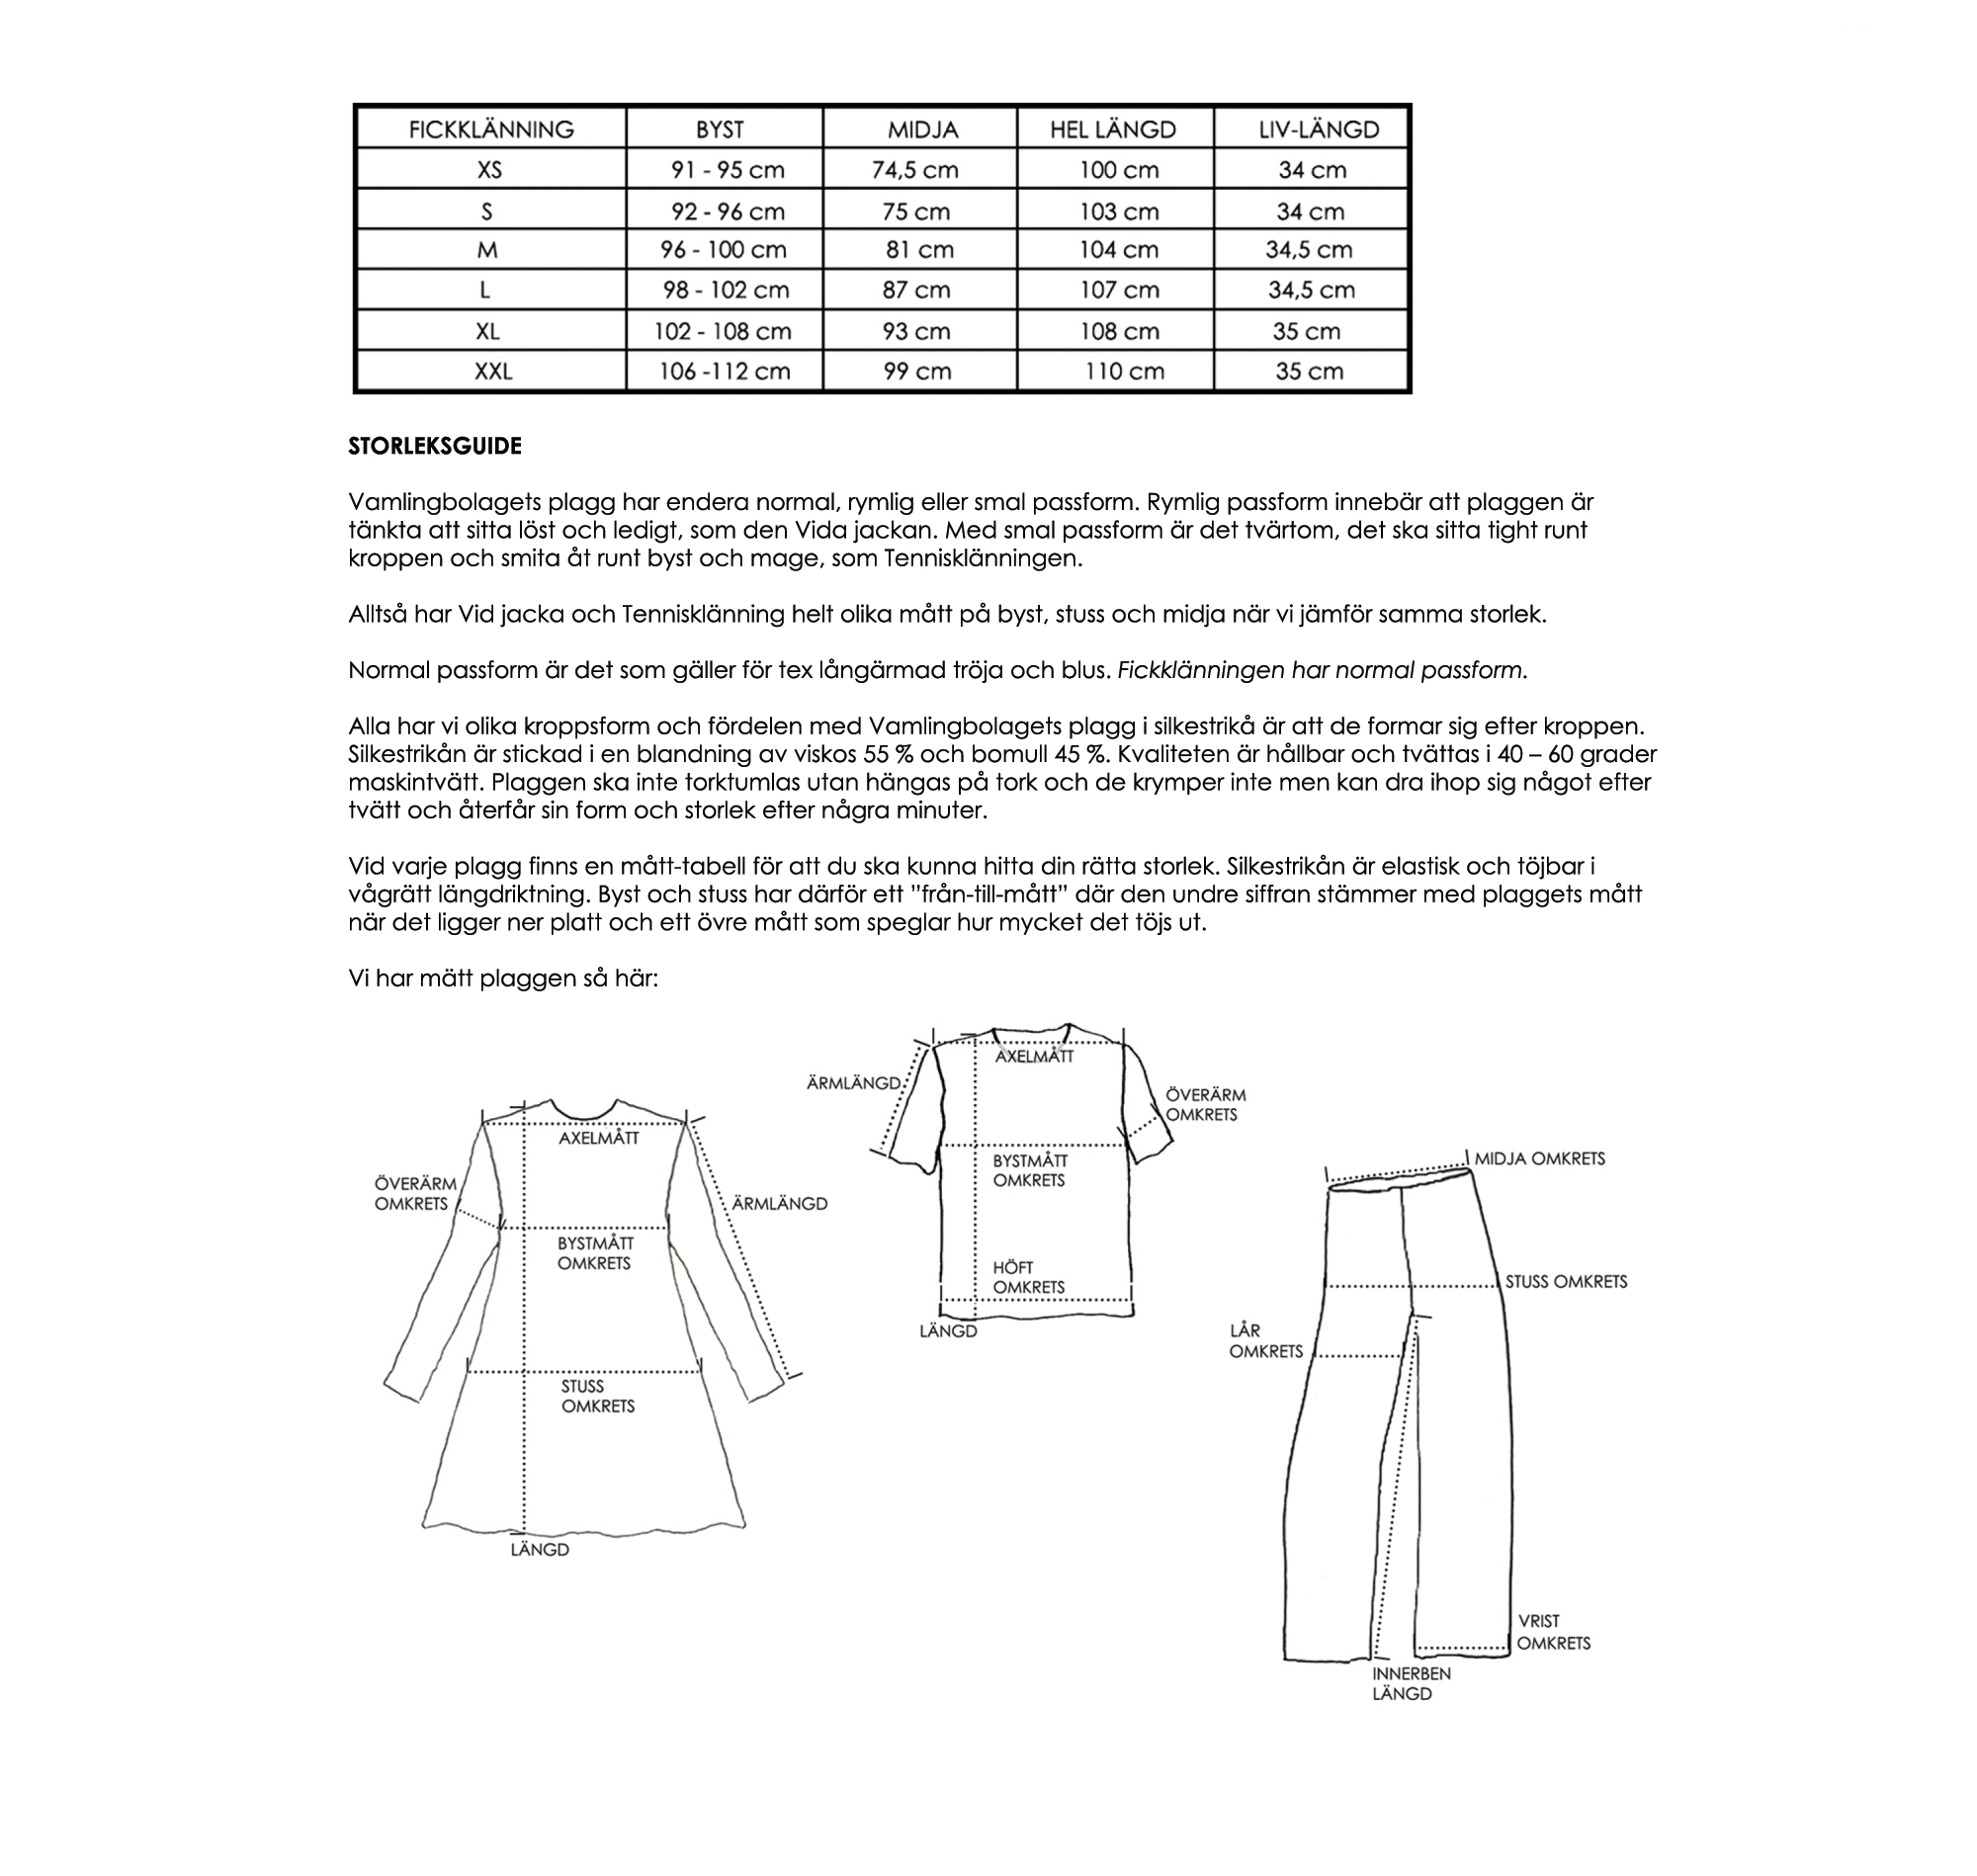 FICKKLÄNNING BYST MIDJA HEL LÄNGD LIV-LÄNGD
XS 91 - 95 cm 74,5 cm 100 cm 34 cm
S 92 - 96 cm 75 cm 103 cm 34 cm
M 96 - 100 cm 81 cm 104 cm 34,5 cm
L 98 - 102 cm 87 cm 107 cm 34,5 cm
XL 102 - 108 cm 93 cm 108 cm 35 cm
XXL 106 -112 cm 99 cm 110 cm 35 cm
STORLEKSGUIDE
Vamlingbolagets plagg har endera normal, rymlig eller smal passform. Rymlig passform innebär att plaggen är
tänkta att sitta löst och ledigt, som den Vida jackan. Med smal passform är det tvärtom, det ska sitta tight runt
kroppen och smita åt runt byst och mage, som Tennisklänningen.
Alltså har Vid jacka och Tennisklänning helt olika mått på byst, stuss och midja när vi jämför samma storlek.
Normal passform är det som gäller för tex långärmad tröja och blus. Fickklänningen har normal passform.
Alla har vi olika kroppsform och fördelen med Vamlingbolagets plagg i silkestrikå är att de formar sig efter kroppen.
Silkestrikån är stickad i en blandning av viskos 55 % och bomull 45 %. Kvaliteten är hållbar och tvättas i 40 – 60 grader
maskintvätt. Plaggen ska inte torktumlas utan hängas på tork och de krymper inte men kan dra ihop sig något efter
tvätt och återfår sin form och storlek efter några minuter.
Vid varje plagg finns en mått-tabell för att du ska kunna hitta din rätta storlek. Silkestrikån är elastisk och töjbar i
vågrätt längdriktning. Byst och stuss har därför ett ”från-till-mått” där den undre siffran stämmer med plaggets mått
när det ligger ner platt och ett övre mått som speglar hur mycket det töjs ut.
Vi har mätt plaggen så här:
AXELMÅTT
ÖVERÄRM
OMKRETS
ÄRMLÄNGD
BYSTMÅTT
OMKRETS
STUSS
OMKRETS
LÄNGD
AXELMÅTT
ÄRMLÄNGD
ÖVERÄRM
OMKRETS
BYSTMÅTT
OMKRETS
HÖFT
OMKRETS
LÄNGD
MIDJA OMKRETS
STUSS OMKRETS
LÅR
OMKRETS
VRIST
OMKRETS
INNERBEN
LÄNGD